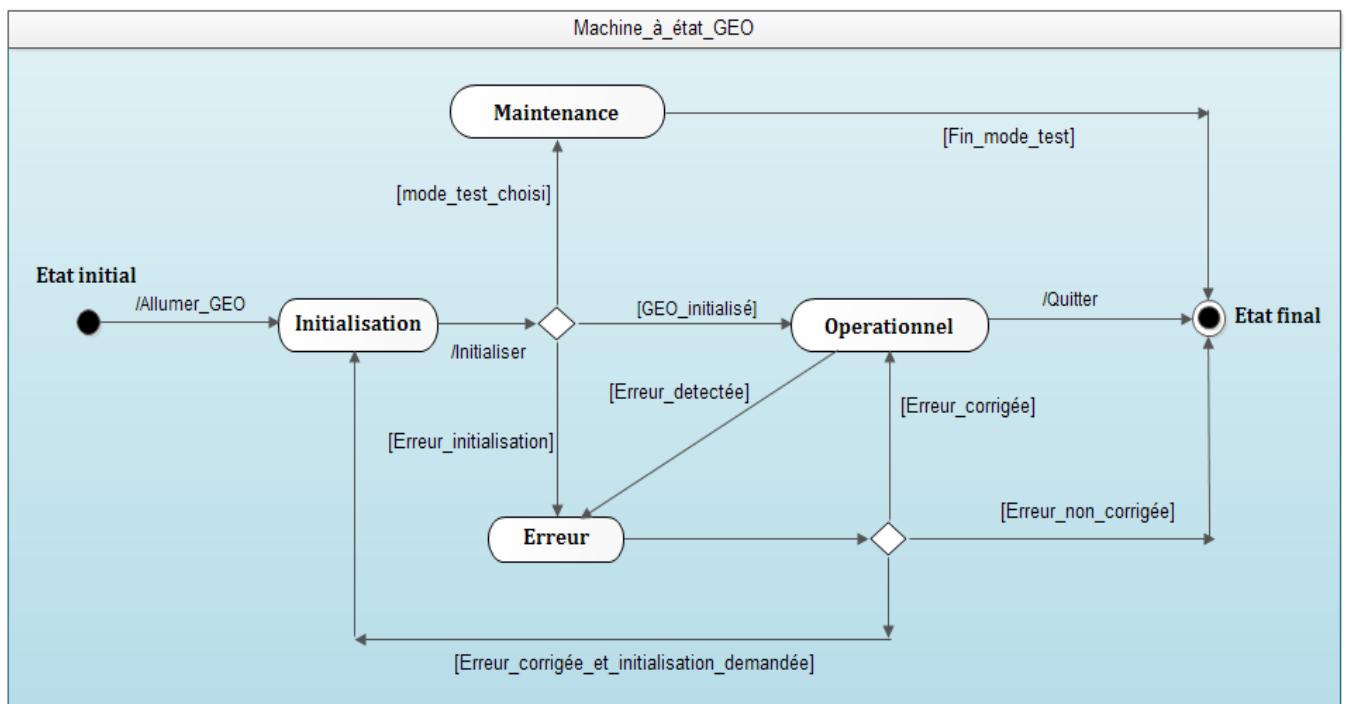 Machine_à_état_GEO
Maintenance
[Fin_mode_test]
[mode_test_choisi]
Etat initial
/Allumer_GEO
[GEO_initialisé]
/Quitter
Etat final
Initialisation
Operationnel
/Initialiser
[Erreur_detectée]
[Erreur_corrigée]
[Erreur_initialisation]
[Erreur_non_corrigée]
Erreur
[Erreur_corrigée_et_initialisation_demandée]